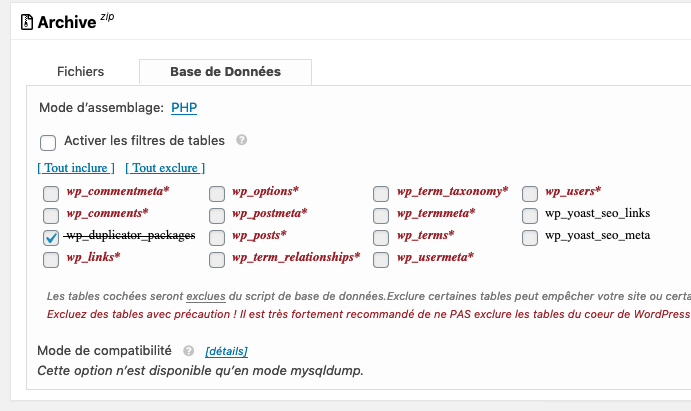 Archive zip
Fichiers Base de Données
Mode d'assemblage: PHP
Activer les filtres de tables ?
[ Tout inclure ] [ Tout exclure ]
wp_commentmeta* wp_options* wp_term_taxonomy* wp_users*
wp_comments* wp_postmeta* wp_termmeta* wp_yoast_seo_links
wp_duplicator_packages wp_posts* wp_terms* wp_yoast_seo_meta
wp_links* wp_term_relationships* wp_usermeta*
Les tables cochées seront exclues du script de base de données.Exclure certaines tables peut empêcher votre site ou certa
Excluez des tables avec précaution ! Il est très fortement recommandé de ne PAS exclure les tables du coeur de WordPress
Mode de compatibilité ? [détails]
Cette option n'est disponible qu'en mode mysqldump.